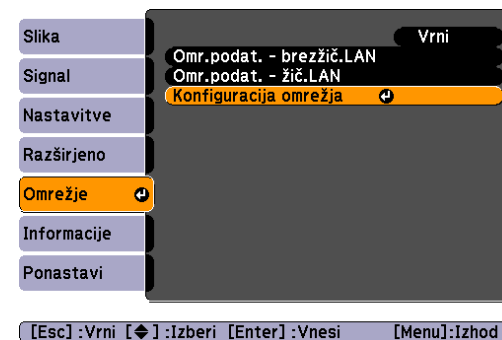 Slika
Signal
Nastavitve
Razširjeno
Omrežje
Informacije
Ponastavi
Vrni
Omr.podat. - brezžič.LAN
Omr.podat. - žič.LAN
Konfiguracija omrežja
[Esc] :Vrni [◆] :Izberi [Enter] :Vnesi [Menu]:Izhod